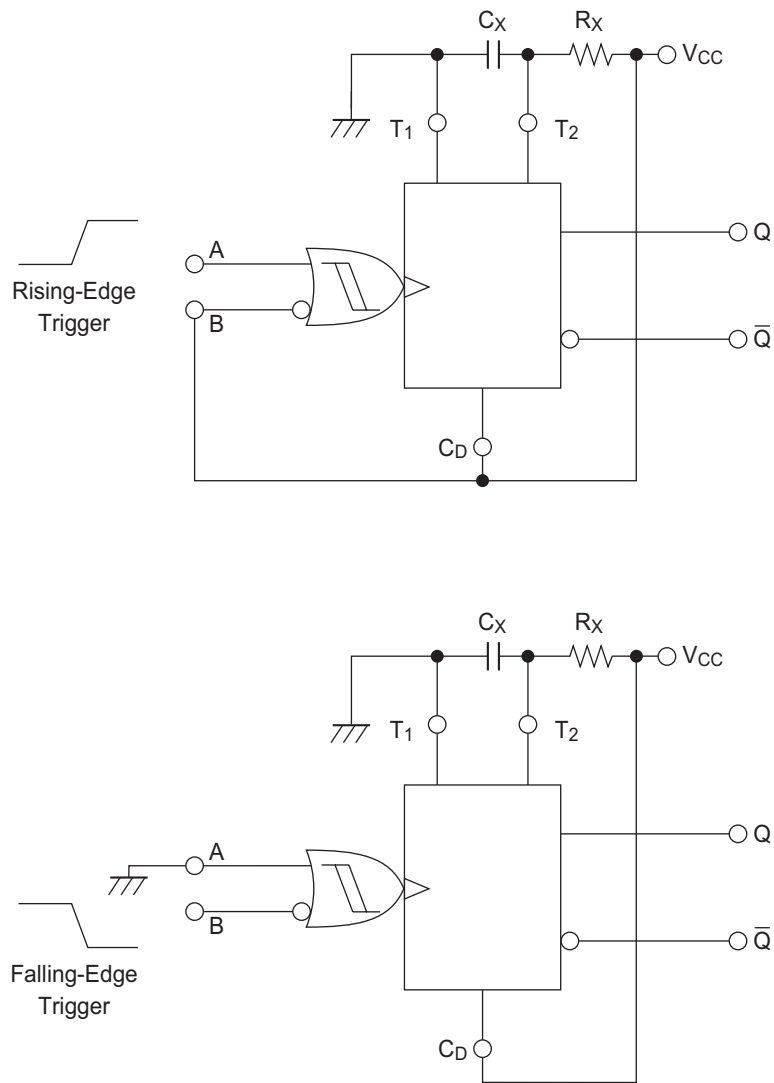 CX
RX
VCC
T1
T2
A
Q
Rising-Edge
Trigger
B
Q̅
CD
CX
RX
VCC
T1
T2
A
Q
B
Q̅
Falling-Edge
Trigger
CD